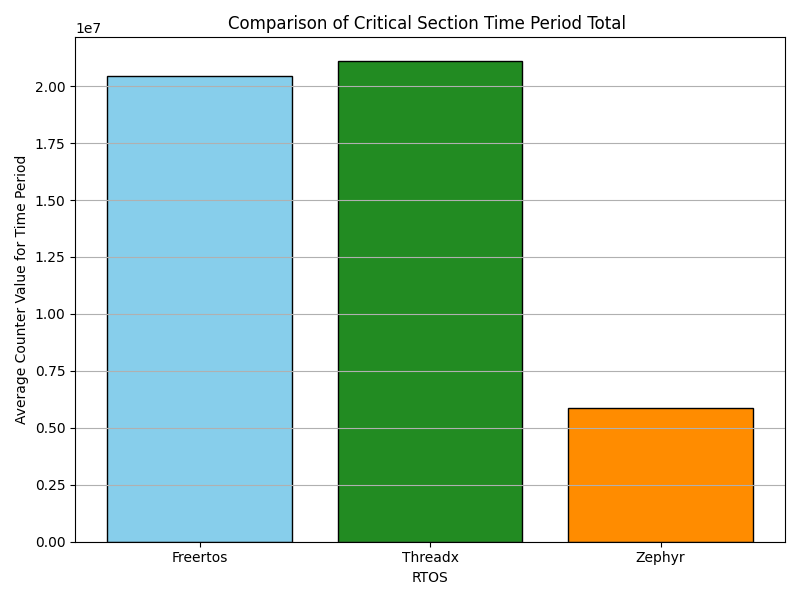 Comparison of Critical Section Time Period Total
1e7
2.00
1.75
1.50
1.25
1.00
0.75
0.50
0.25
0.00
Average Counter Value for Time Period
Freertos
Threadx
Zephyr
RTOS